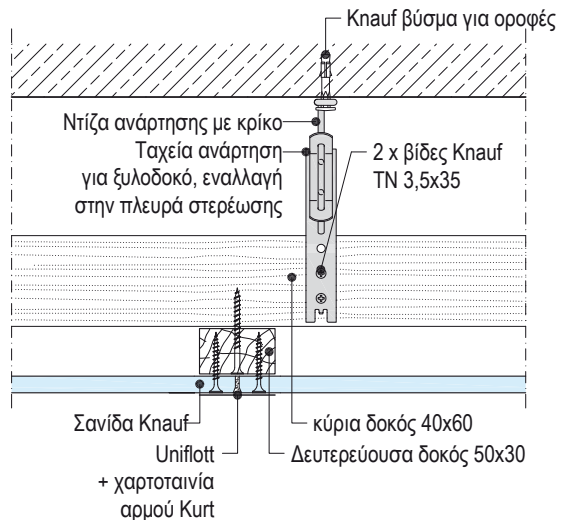 Knauf βύσμα για οροφές
Ντίζα ανάρτησης με κρίκο
Ταχεία ανάρτηση
για ξυλοδοκό, εναλλαγή
στην πλευρά στερέωσης
2 x βίδες Knauf
TN 3,5x35
Σανίδα Knauf
Uniflott
+ χαρτοταινία
αρμού Kurt
κύρια δοκός 40x60
Δευτερεύουσα δοκός 50x30